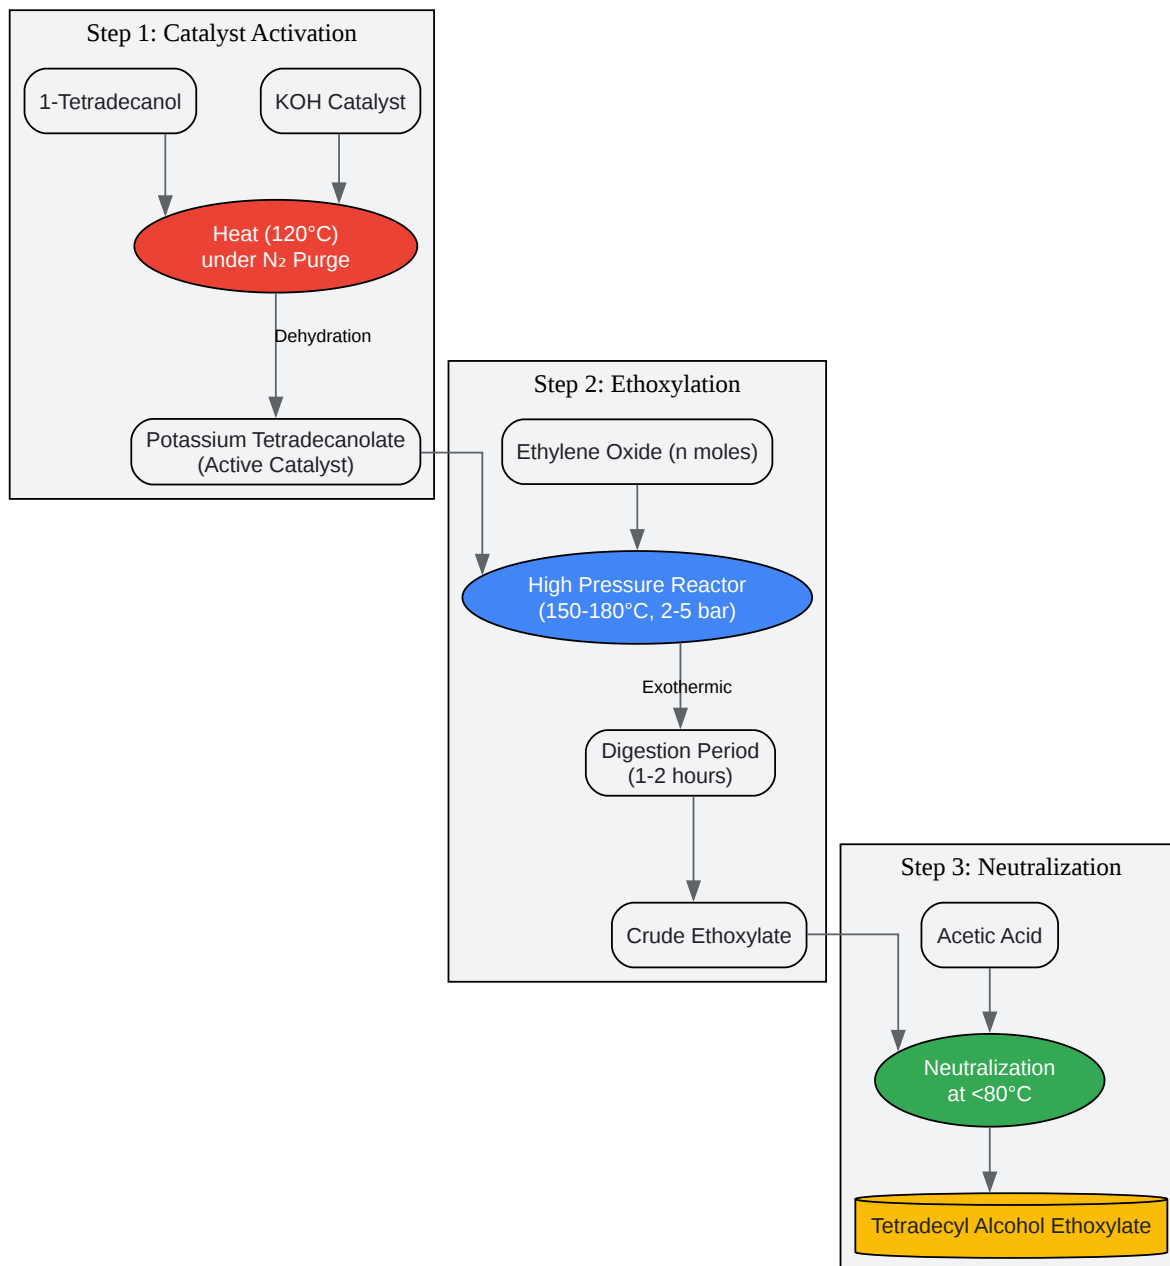 Step 1: Catalyst Activation
1-Tetradecanol
KOH Catalyst
Heat (120°C)
under N₂ Purge
Dehydration
Potassium Tetradecanolate
(Active Catalyst)
Step 2: Ethoxylation
Ethylene Oxide (n moles)
High Pressure Reactor
(150-180°C, 2-5 bar)
Exothermic
Digestion Period
(1-2 hours)
Crude Ethoxylate
Step 3: Neutralization
Acetic Acid
Neutralization
at <80°C
Tetradecyl Alcohol Ethoxylate